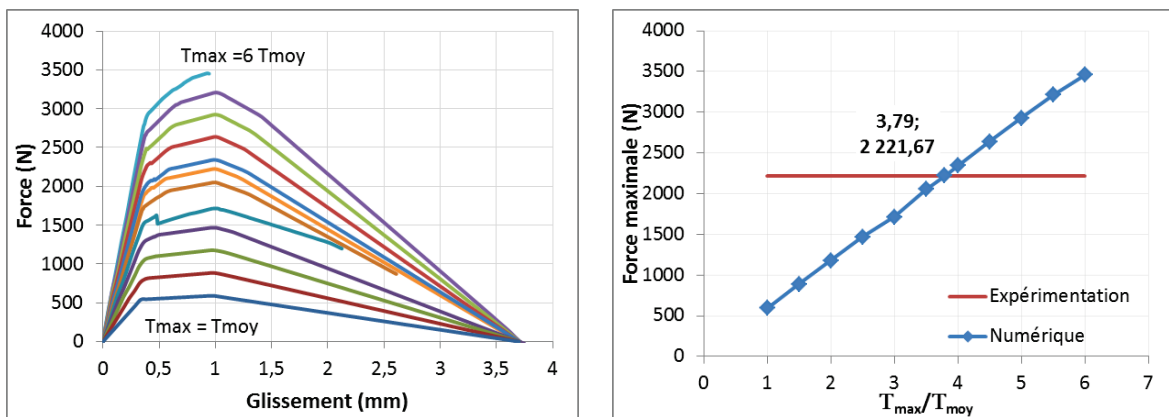 4000
3500
3000
2500
2000
1500
1000
500
0
Force (N)
Tmax =6 Tmoy
Tmax = Tmoy
0 0,5 1 1,5 2 2,5 3 3,5 4
Glissement (mm)
4000
3500
3000
2500
2000
1500
1000
500
0
Force maximale (N)
3,79;
2 221,67
Expérimentation
Numérique
0 1 2 3 4 5 6 7
Tmax/Tmoy